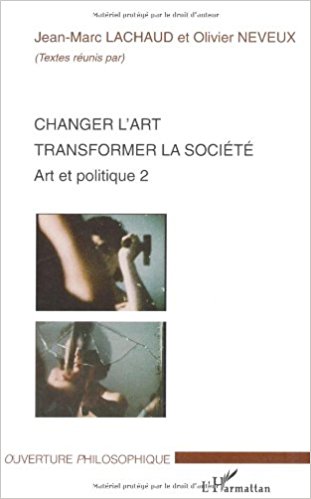 Matériel protégé par le droit d'auteur
Jean-Marc LACHAUD et Olivier NEVEUX
(Textes réunis par)
CHANGER L'ART
TRANSFORMER LA SOCIÉTÉ
Art et politique 2
OUVERTURE PHILOSOPHIQUE
L'Harmattan
Matériel protégé par le droit d'auteur